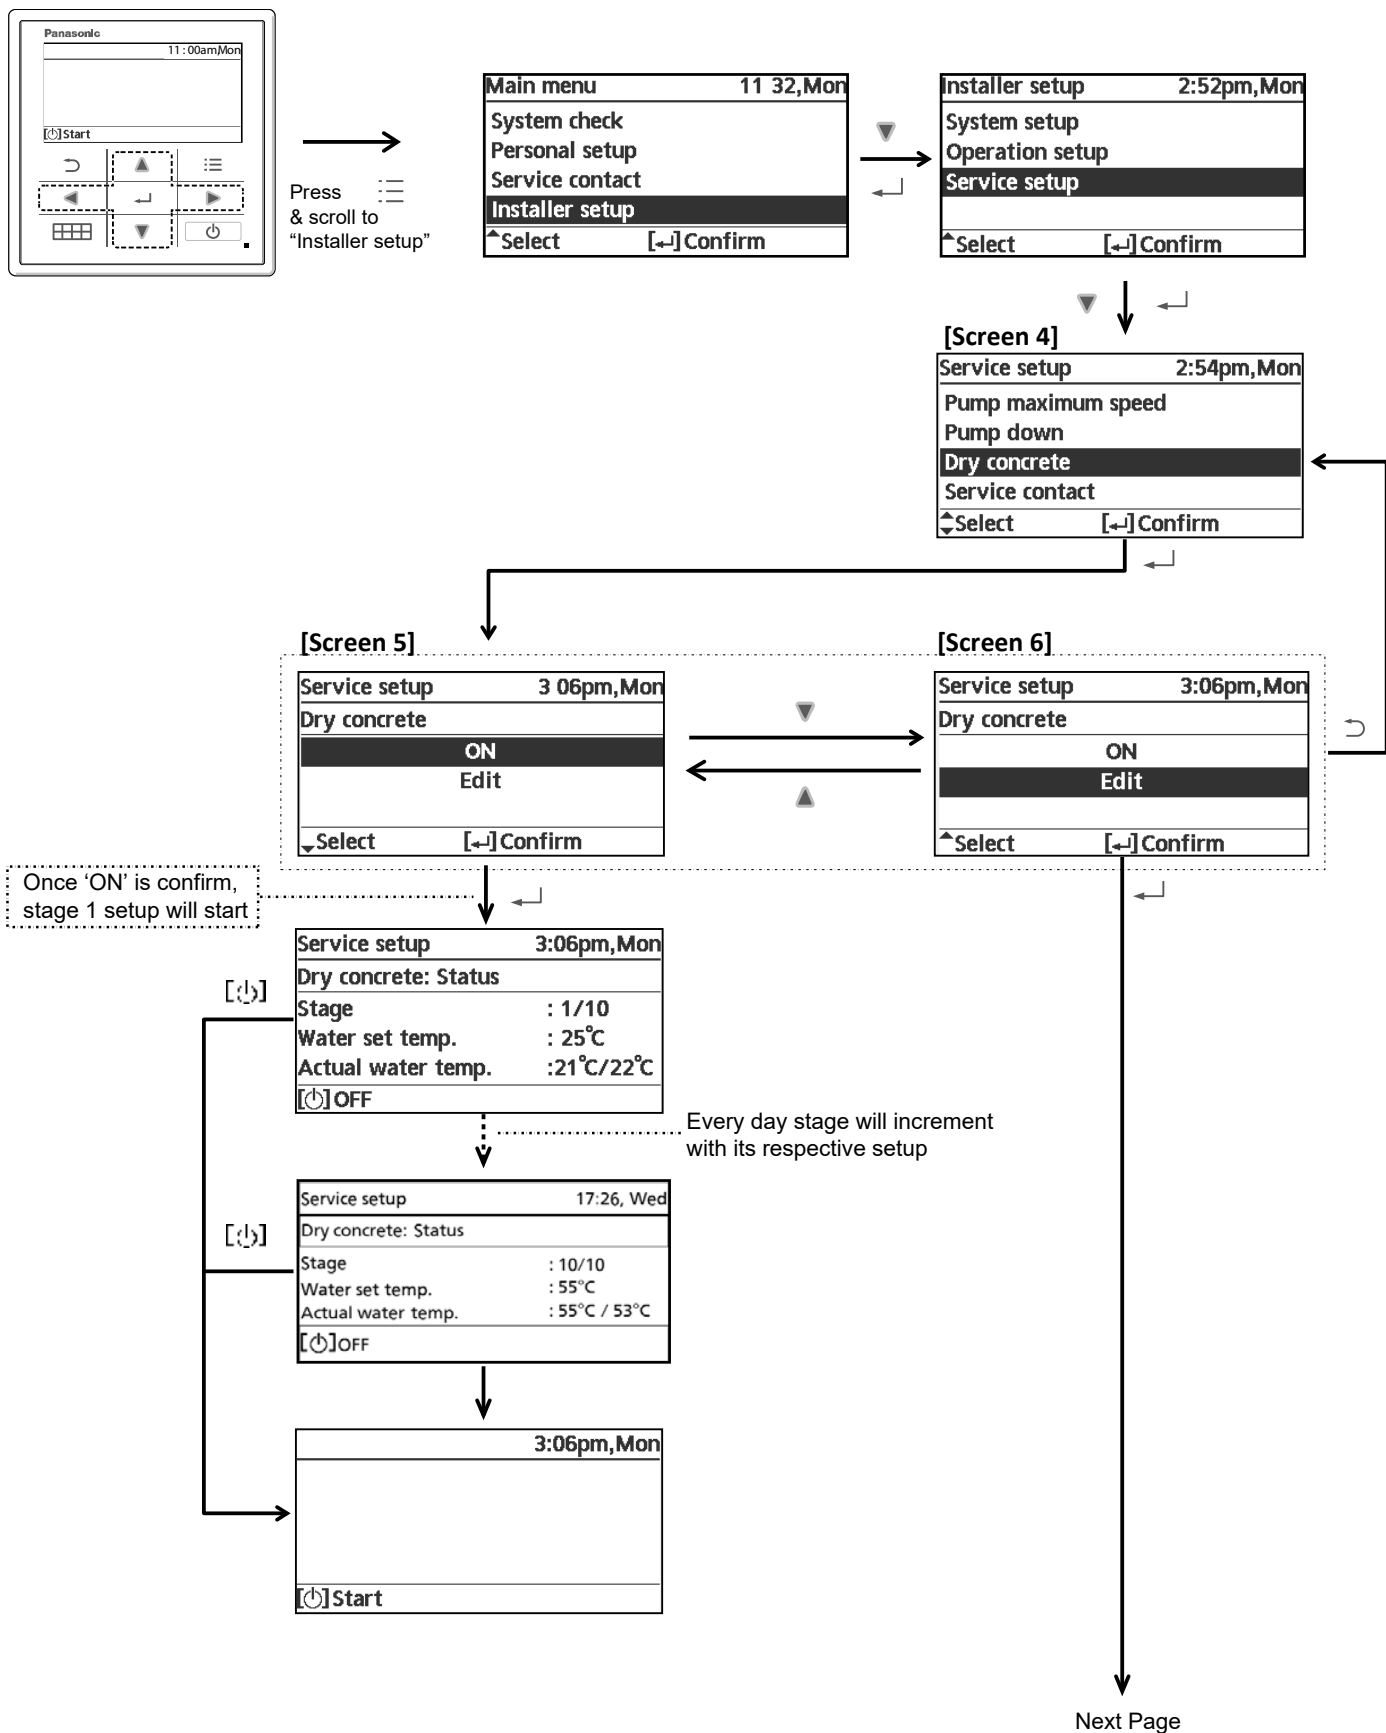 Panasonic
11:00am,Mon
[⏻]Start
Press
& scroll to
“Installer setup”
Main menu 11 32,Mon
System check
Personal setup
Service contact
Installer setup
Select [↵]Confirm
Installer setup 2:52pm,Mon
System setup
Operation setup
Service setup
Select [↵]Confirm
[Screen 4]
Service setup 2:54pm,Mon
Pump maximum speed
Pump down
Dry concrete
Service contact
Select [↵]Confirm
[Screen 5]
Service setup 3 06pm,Mon
Dry concrete
ON
Edit
Select [↵]Confirm
[Screen 6]
Service setup 3:06pm,Mon
Dry concrete
ON
Edit
Select [↵]Confirm
Once ‘ON’ is confirm,
stage 1 setup will start
Service setup 3:06pm,Mon
Dry concrete: Status
Stage : 1/10
Water set temp. : 25°C
Actual water temp. :21°C/22°C
[⏻]OFF
[⏻]
Every day stage will increment
with its respective setup
Service setup 17:26, Wed
Dry concrete: Status
Stage : 10/10
Water set temp. : 55°C
Actual water temp. : 55°C / 53°C
[⏻]OFF
[⏻]
3:06pm,Mon
[⏻]Start
Next Page